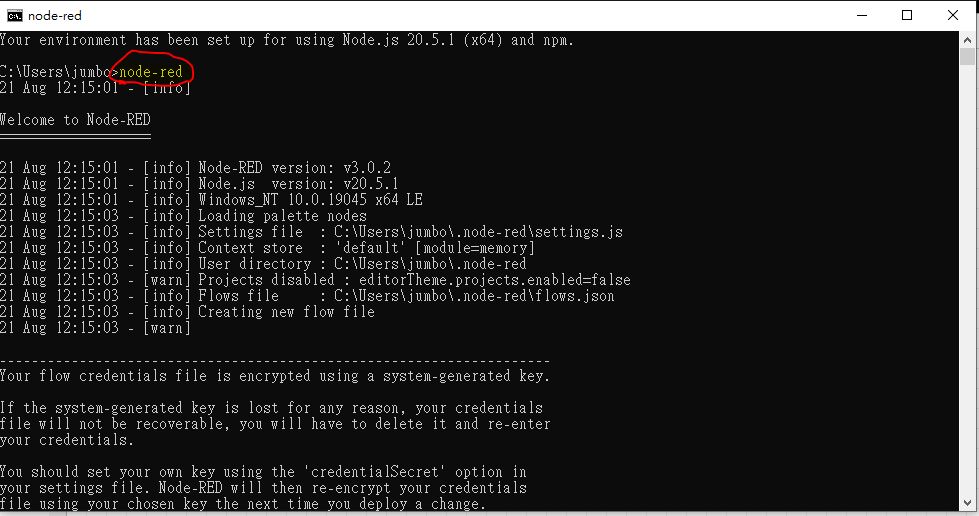 node-red
Your environment has been set up for using Node.js 20.5.1 (x64) and npm.
C:\Users\jumbo>node-red
21 Aug 12:15:01 - [info]
Welcome to Node-RED
===================
21 Aug 12:15:01 - [info] Node-RED version: v3.0.2
21 Aug 12:15:01 - [info] Node.js  version: v20.5.1
21 Aug 12:15:01 - [info] Windows_NT 10.0.19045 x64 LE
21 Aug 12:15:03 - [info] Loading palette nodes
21 Aug 12:15:03 - [info] Settings file  : C:\Users\jumbo\.node-red\settings.js
21 Aug 12:15:03 - [info] Context store  : 'default' [module=memory]
21 Aug 12:15:03 - [info] User directory : C:\Users\jumbo\.node-red
21 Aug 12:15:03 - [warn] Projects disabled : editorTheme.projects.enabled=false
21 Aug 12:15:03 - [info] Flows file     : C:\Users\jumbo\.node-red\flows.json
21 Aug 12:15:03 - [info] Creating new flow file
21 Aug 12:15:03 - [warn]
---------------------------------------------------------------------
Your flow credentials file is encrypted using a system-generated key.
If the system-generated key is lost for any reason, your credentials
file will not be recoverable, you will have to delete it and re-enter
your credentials.
You should set your own key using the 'credentialSecret' option in
your settings file. Node-RED will then re-encrypt your credentials
file using your chosen key the next time you deploy a change.